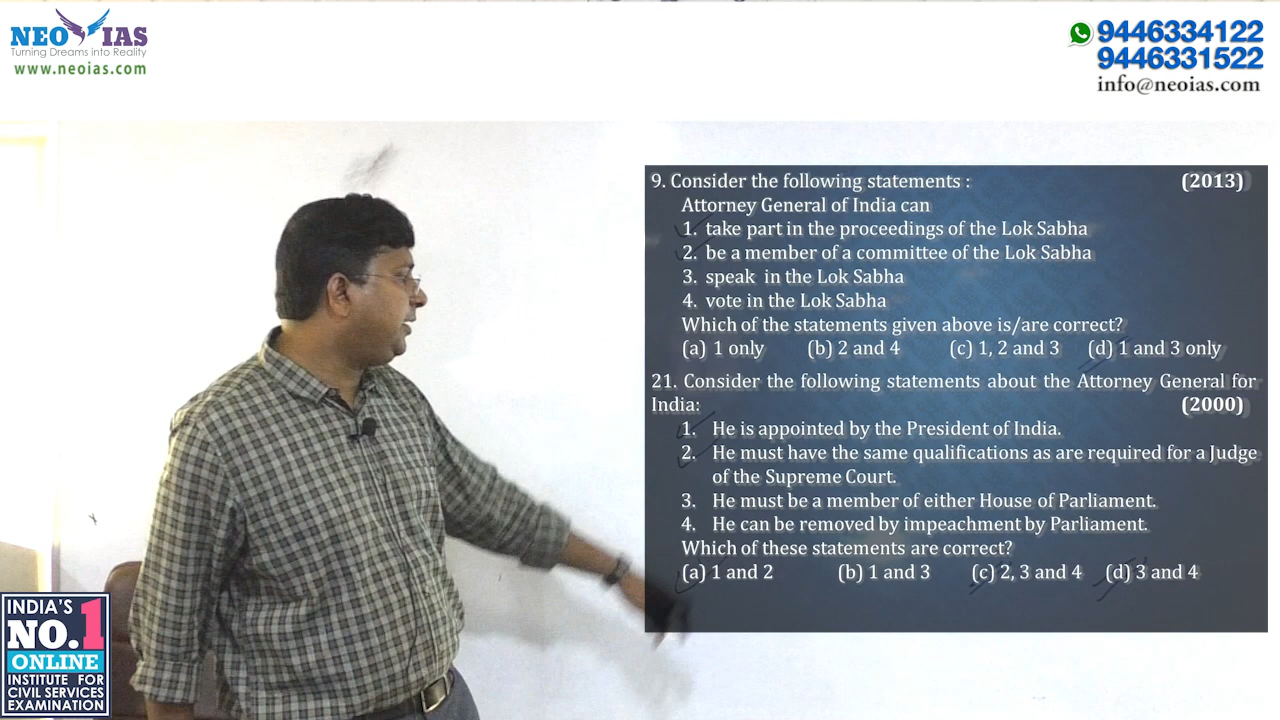 NEO IAS
Turning Dreams into Reality
www.neoias.com
9446334122
9446331522
info@neoias.com
9. Consider the following statements : (2013)
Attorney General of India can
1. take part in the proceedings of the Lok Sabha
2. be a member of a committee of the Lok Sabha
3. speak in the Lok Sabha
4. vote in the Lok Sabha
Which of the statements given above is/are correct?
(a) 1 only (b) 2 and 4 (c) 1, 2 and 3 (d) 1 and 3 only
21. Consider the following statements about the Attorney General for
India: (2000)
1. He is appointed by the President of India.
2. He must have the same qualifications as are required for a Judge
of the Supreme Court.
3. He must be a member of either House of Parliament.
4. He can be removed by impeachment by Parliament.
Which of these statements are correct?
(a) 1 and 2 (b) 1 and 3 (c) 2, 3 and 4 (d) 3 and 4
INDIA'S
NO.1
ONLINE
INSTITUTE FOR
CIVIL SERVICES
EXAMINATION